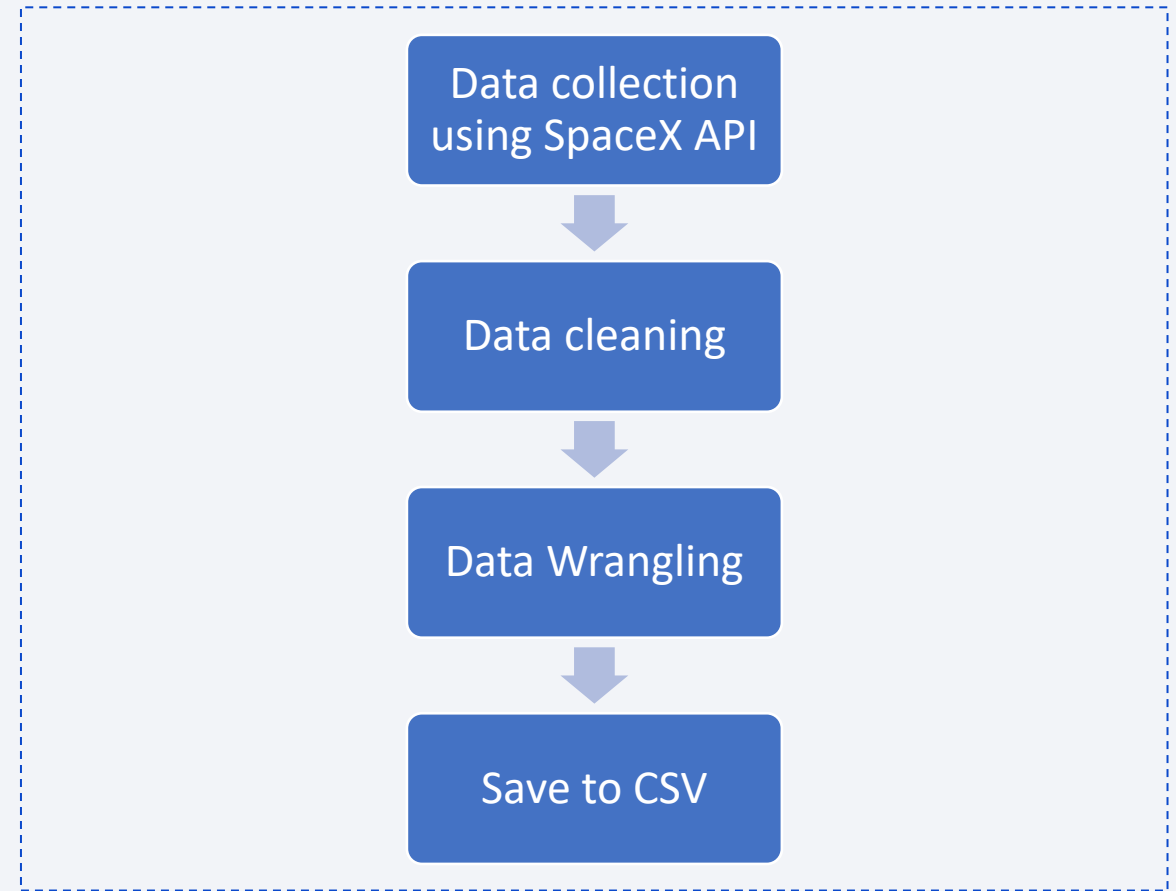 Data collection
using SpaceX API
Data cleaning
Data Wrangling
Save to CSV